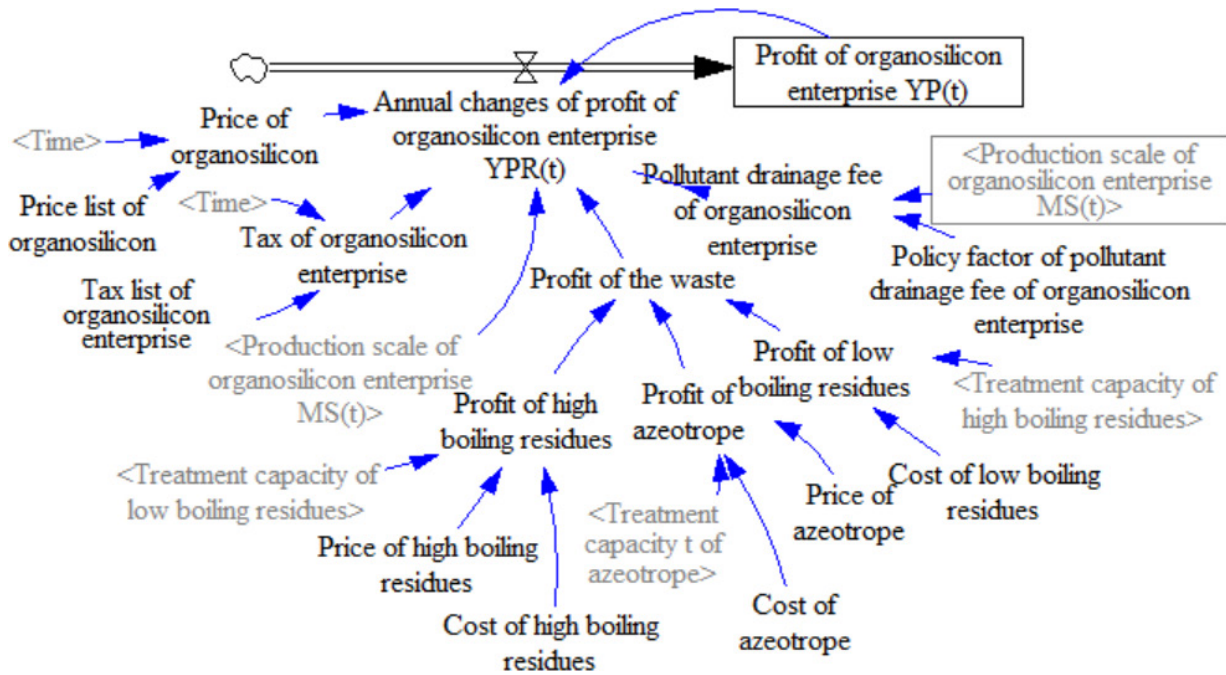 Profit of organosilicon
enterprise YP(t)
Annual changes of profit of
organosilicon enterprise
YPR(t)
Price of
organosilicon
<Time>
Price list of
organosilicon
<Time>
Tax of organosilicon
enterprise
Tax list of
organosilicon
enterprise
Pollutant drainage fee
of organosilicon
enterprise
<Production scale of
organosilicon enterprise
MS(t)>
Policy factor of pollutant
drainage fee of organosilicon
enterprise
Profit of the waste
<Production scale of
organosilicon enterprise
MS(t)>
Profit of high
boiling residues
Profit of
azeotrope
Profit of low
boiling residues
<Treatment capacity of
high boiling residues>
<Treatment capacity of
low boiling residues>
Price of high boiling
residues
Cost of high boiling
residues
<Treatment
capacity t of
azeotrope>
Cost of
azeotrope
Price of
azeotrope
Cost of low boiling
residues